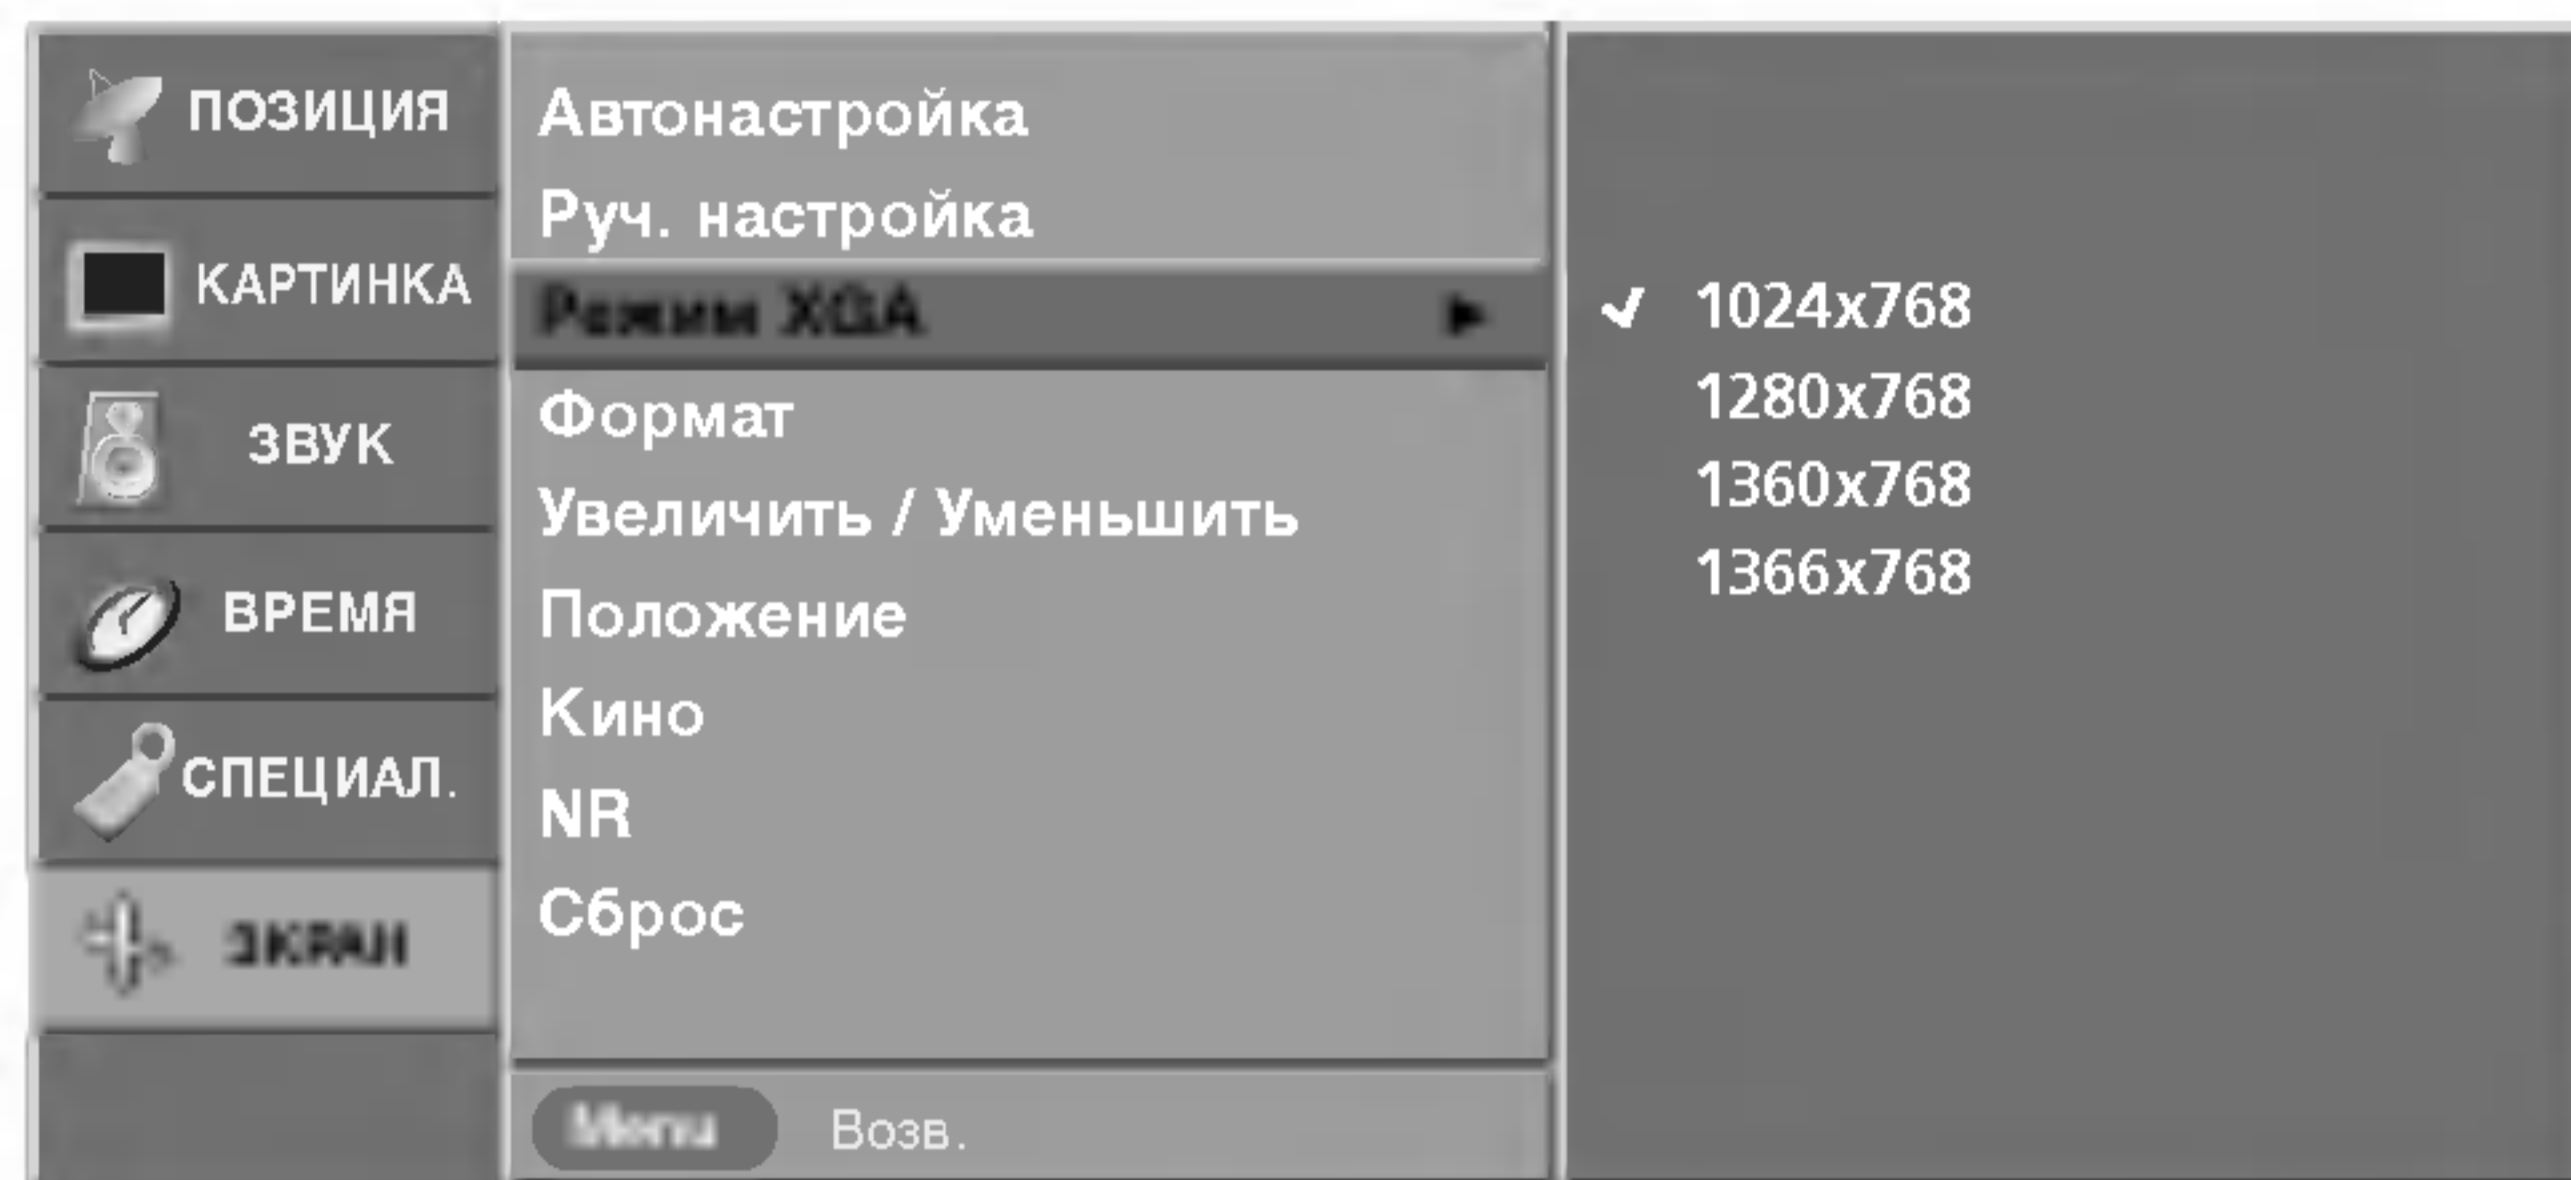 ПОЗИЦИЯ
КАРТИНКА
ЗВУК
ВРЕМЯ
СПЕЦИАЛ.
ЭКРАН
Автонастройка
Руч. настройка
Режим XGA
Формат
Увеличить / Уменьшить
Положение
Кино
NR
Сброс
Menu Возв.
1024x768
1280x768
1360x768
1366x768